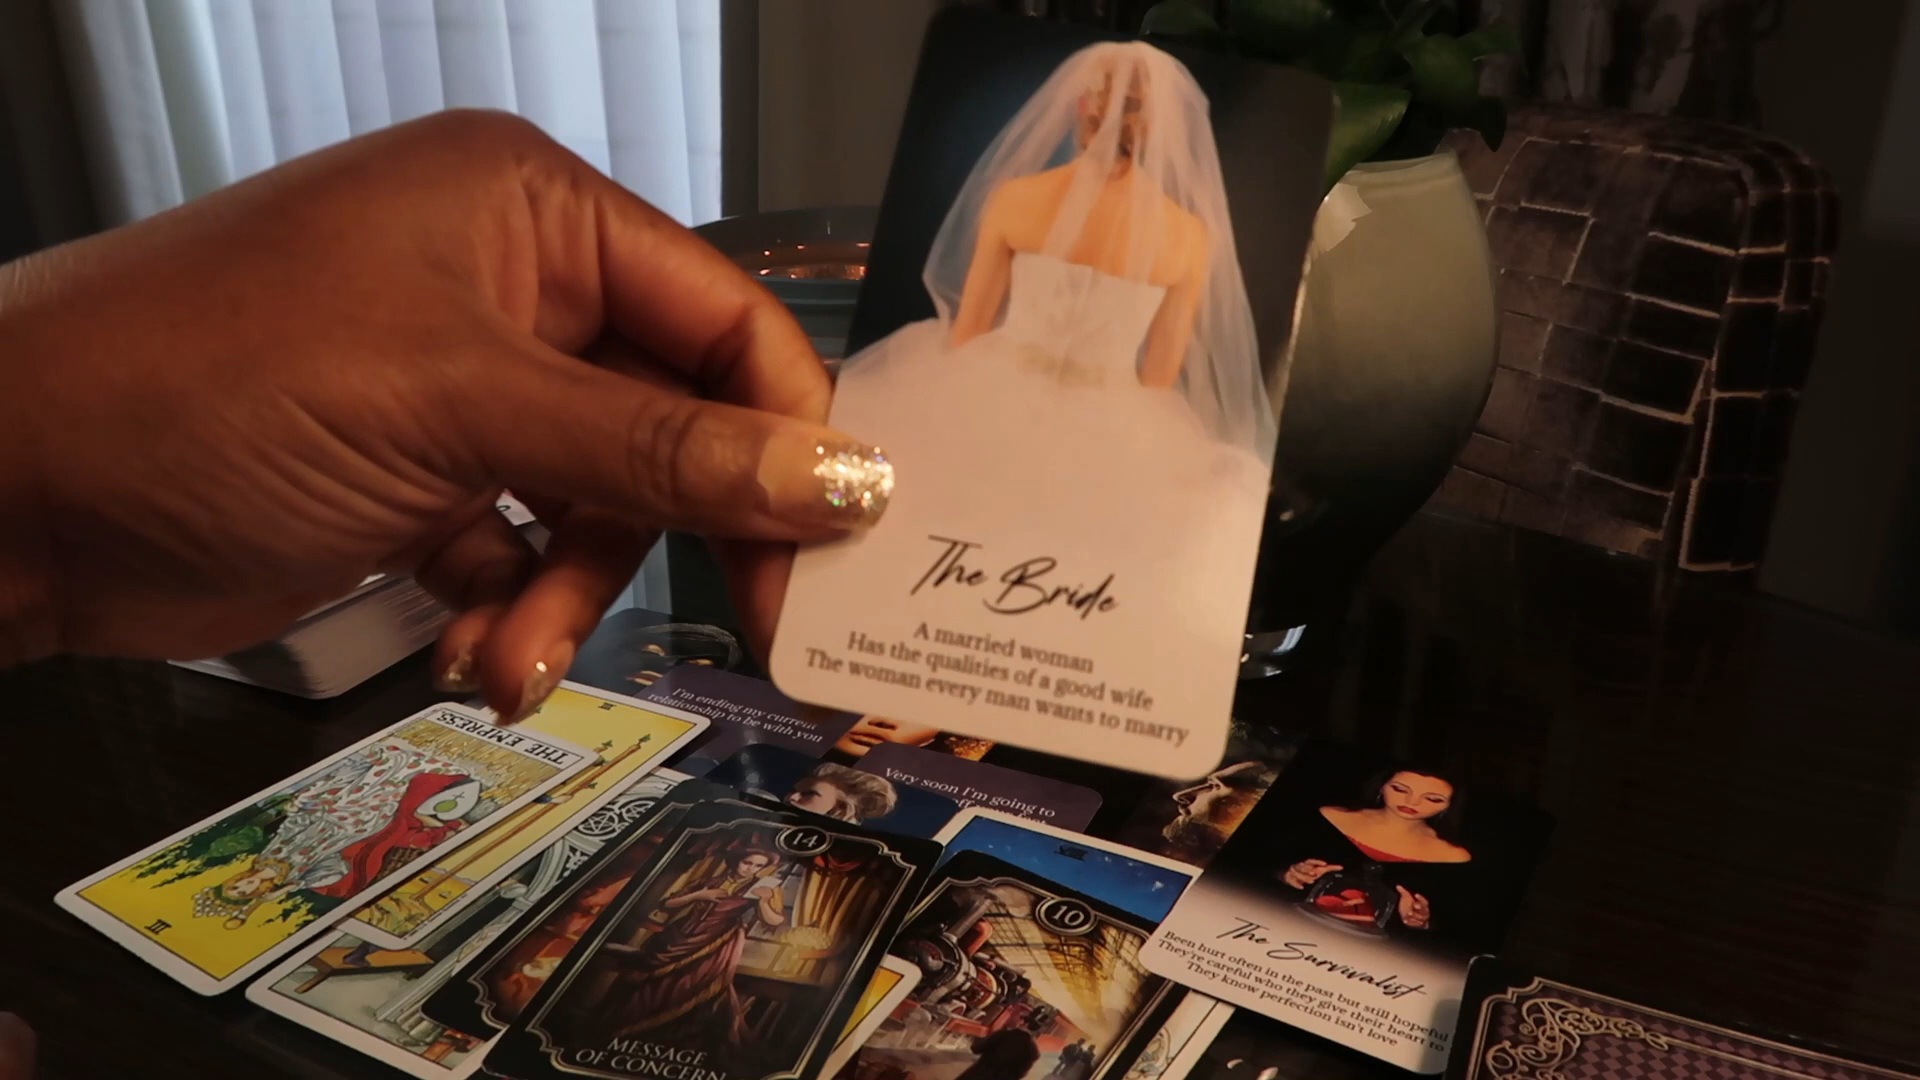 The Bride
A married woman
Has the qualities of a good wife
The woman every man wants to marry
I'm ending my current
relationship to be with you
Very soon I'm going to
THE EMPRESS
III
14
MESSAGE
OF CONCERN
10
The Survivalist
Been hurt often in the past but still hopeful
They're careful who they give their heart to
They know perfection isn't love